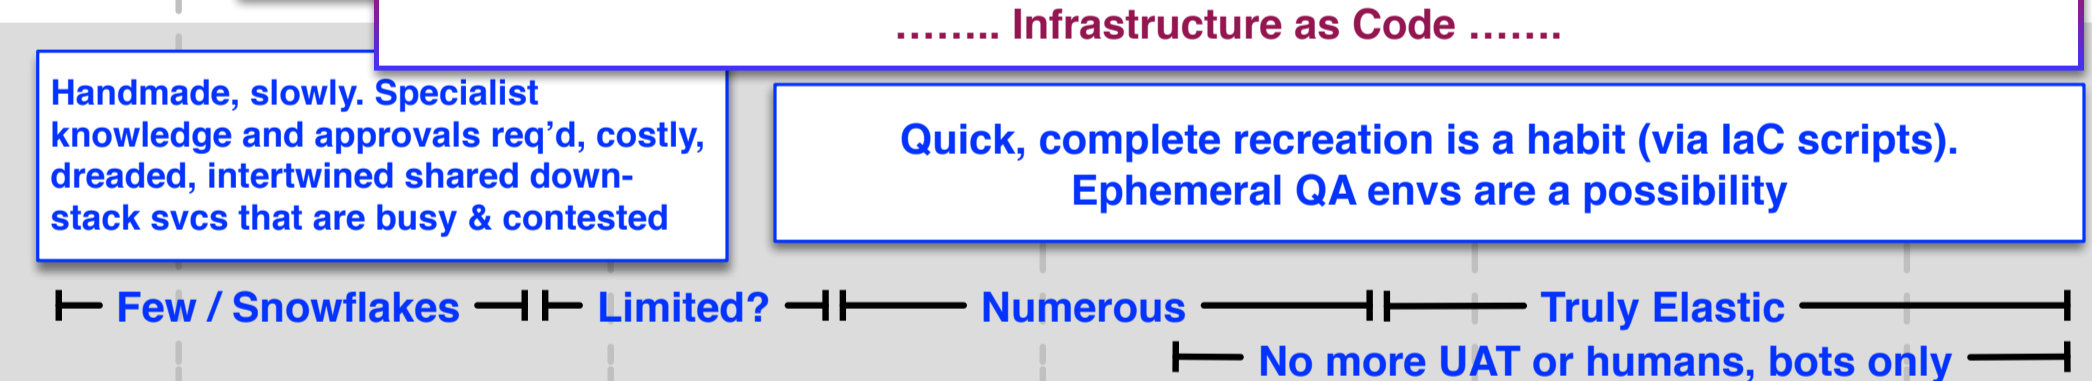 ........ Infrastructure as Code .......
Handmade, slowly. Specialist
knowledge and approvals req’d, costly,
dreaded, intertwined shared down-
stack svcs that are busy & contested
Quick, complete recreation is a habit (via IaC scripts).
Ephemeral QA envs are a possibility
Few / Snowflakes
Limited?
Numerous
Truly Elastic
No more UAT or humans, bots only